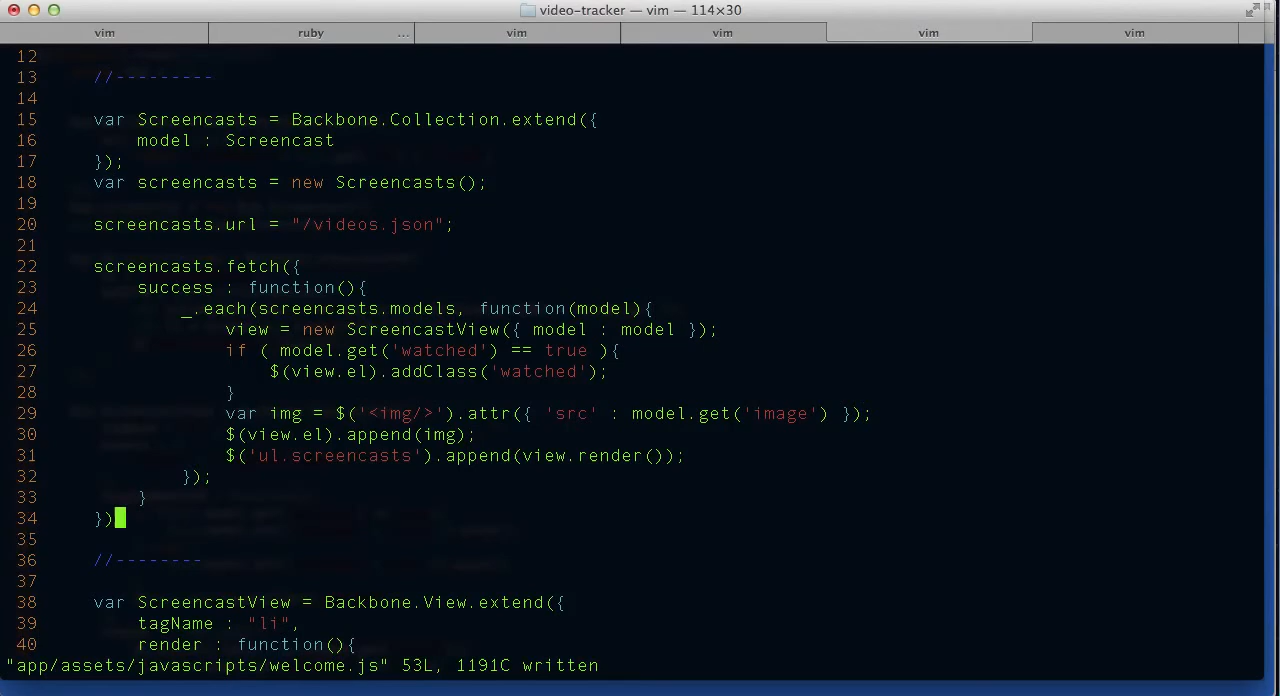 video-tracker — vim — 114×30
vim ruby ... vim vim vim vim
12
13 //---------
14
15 var Screencasts = Backbone.Collection.extend({
16 model : Screencast
17 });
18 var screencasts = new Screencasts();
19
20 screencasts.url = "/videos.json";
21
22 screencasts.fetch({
23 success : function(){
24 _.each(screencasts.models, function(model){
25 view = new ScreencastView({ model : model });
26 if ( model.get('watched') == true ){
27 $(view.el).addClass('watched');
28 }
29 var img = $('<img/>').attr({ 'src' : model.get('image') });
30 $(view.el).append(img);
31 $('ul.screencasts').append(view.render());
32 });
33 }
34 })
35
36 //--------
37
38 var ScreencastView = Backbone.View.extend({
39 tagName : "li",
40 render : function(){
"app/assets/javascripts/welcome.js" 53L, 1191C written